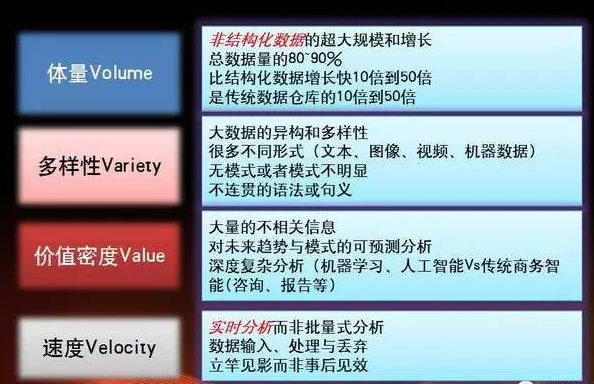 体量Volume
非结构化数据的超大规模和增长
总数据量的80~90%
比结构化数据增长快10倍到50倍
是传统数据仓库的10倍到50倍
多样性Variety
大数据的异构和多样性
很多不同形式（文本、图像、视频、机器数据）
无模式或者模式不明显
不连贯的语法或句义
价值密度Value
大量的不相关信息
对未来趋势与模式的可预测分析
深度复杂分析（机器学习、人工智能Vs传统商务智
能(咨询、报告等）
速度Velocity
实时分析而非批量式分析
数据输入、处理与丢弃
立竿见影而非事后见效